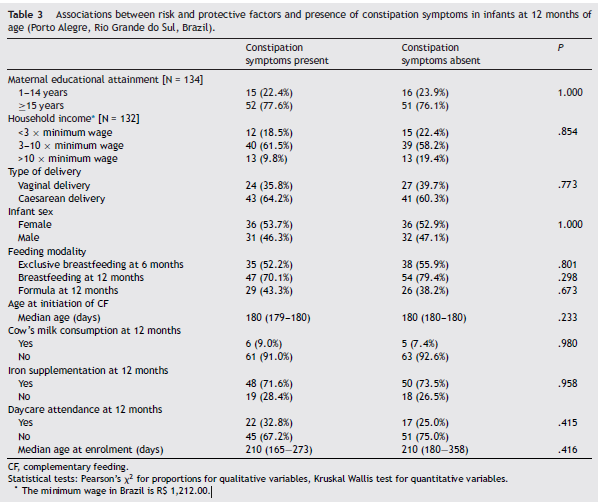 Table 3 Associations between risk and protective factors and presence of constipation symptoms in infants at 12 months of
age (Porto Alegre, Rio Grande do Sul, Brazil).
Constipation symptoms present Constipation symptoms absent P
Maternal educational attainment [N = 134]
1–14 years 15 (22.4%) 16 (23.9%) 1.000
≥15 years 52 (77.6%) 51 (76.1%)
Household income* [N = 132]
<3 × minimum wage 12 (18.5%) 15 (22.4%) .854
3–10 × minimum wage 40 (61.5%) 39 (58.2%)
>10 × minimum wage 13 (9.8%) 13 (19.4%)
Type of delivery
Vaginal delivery 24 (35.8%) 27 (39.7%) .773
Caesarean delivery 43 (64.2%) 41 (60.3%)
Infant sex
Female 36 (53.7%) 36 (52.9%) 1.000
Male 31 (46.3%) 32 (47.1%)
Feeding modality
Exclusive breastfeeding at 6 months 35 (52.2%) 38 (55.9%) .801
Breastfeeding at 12 months 47 (70.1%) 54 (79.4%) .298
Formula at 12 months 29 (43.3%) 26 (38.2%) .673
Age at initiation of CF
Median age (days) 180 (179–180) 180 (180–180) .233
Cow's milk consumption at 12 months
Yes 6 (9.0%) 5 (7.4%) .980
No 61 (91.0%) 63 (92.6%)
Iron supplementation at 12 months
Yes 48 (71.6%) 50 (73.5%) .958
No 19 (28.4%) 18 (26.5%)
Daycare attendance at 12 months
Yes 22 (32.8%) 17 (25.0%) .415
No 45 (67.2%) 51 (75.0%)
Median age at enrolment (days) 210 (165–273) 210 (180–358) .416
CF, complementary feeding.
Statistical tests: Pearson's χ² for proportions for qualitative variables, Kruskal Wallis test for quantitative variables.
* The minimum wage in Brazil is R$ 1,212.00.